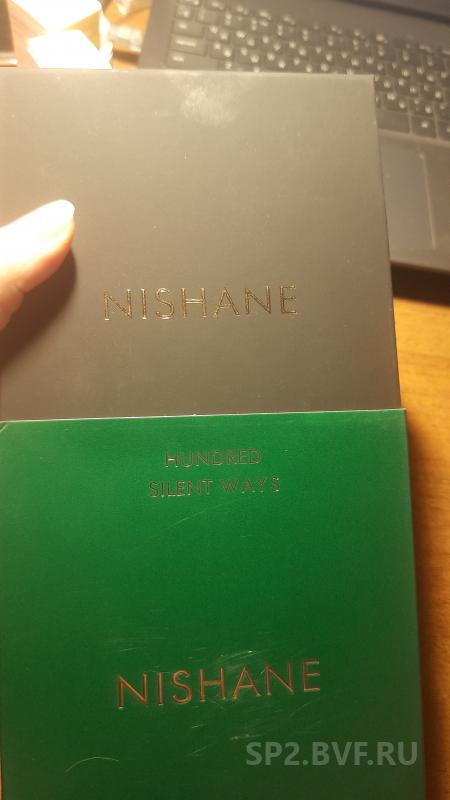 NISHANE
HUNDRED
SILENT WAYS
NISHANE
SP2.BVF.RU